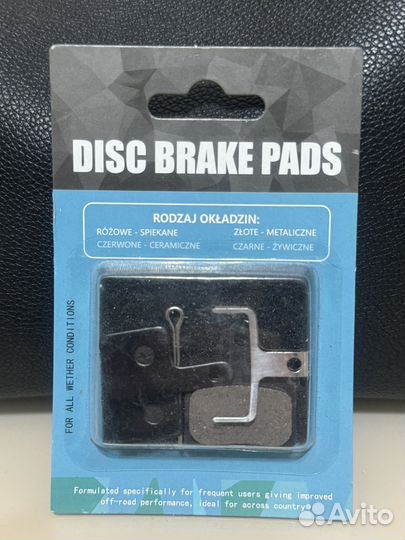 DISC BRAKE PADS
RODZAJ OKŁADZIN:
RÓŻOWE - SPIEKANE
ZŁOTE - METALICZNE
CZERWONE - CERAMICZNE
CZARNE - ŻYWICZNE
FOR ALL WETHER CONDITIONS
Formulated specifically for frequent users giving improved
off-road performance, ideal for across country
Avito